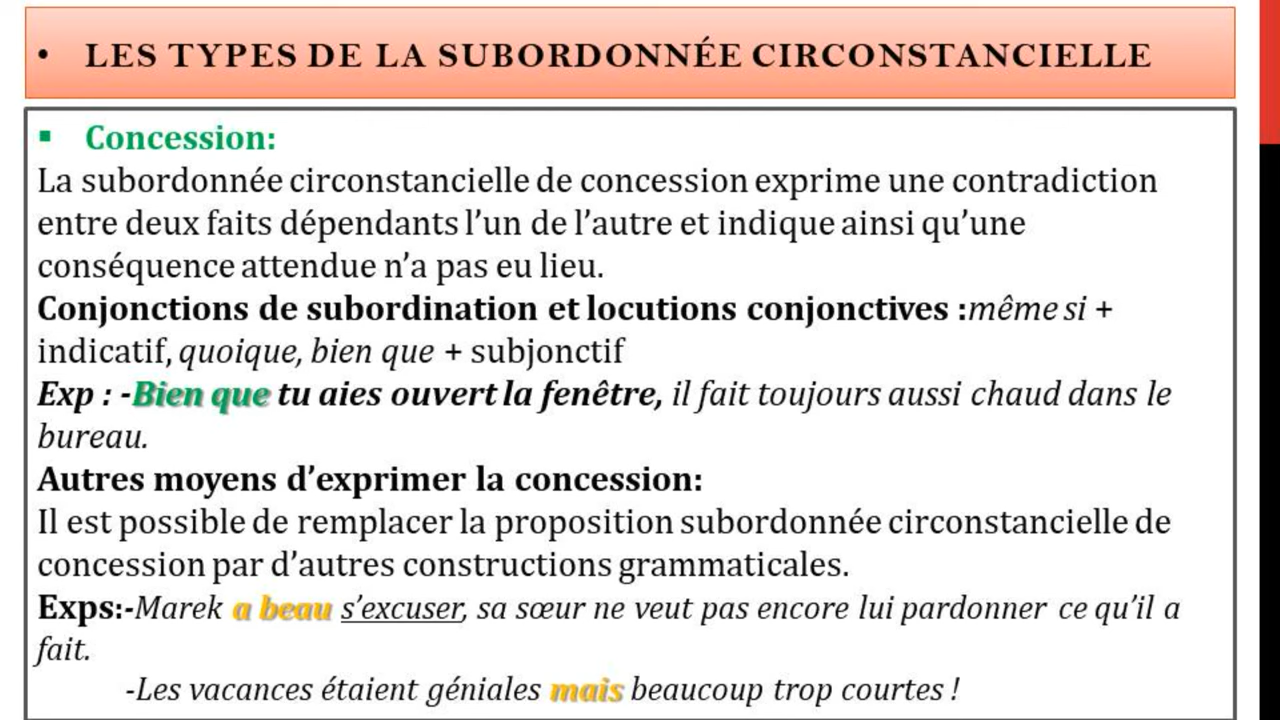 • LES TYPES DE LA SUBORDONNÉE CIRCONSTANCIELLE
▪ Concession:
La subordonnée circonstancielle de concession exprime une contradiction
entre deux faits dépendants l’un de l’autre et indique ainsi qu’une
conséquence attendue n’a pas eu lieu.
Conjonctions de subordination et locutions conjonctives :même si +
indicatif, quoique, bien que + subjonctif
Exp : -Bien que tu aies ouvert la fenêtre, il fait toujours aussi chaud dans le
bureau.
Autres moyens d’exprimer la concession:
Il est possible de remplacer la proposition subordonnée circonstancielle de
concession par d’autres constructions grammaticales.
Exps:-Marek a beau s’excuser, sa sœur ne veut pas encore lui pardonner ce qu’il a
fait.
-Les vacances étaient géniales mais beaucoup trop courtes !